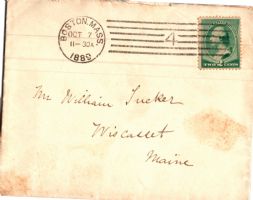 BOSTON, MASS.
OCT 7
11-30A
1889
4
TWO CENTS
Mr William Tucker
Wiscasset
Maine